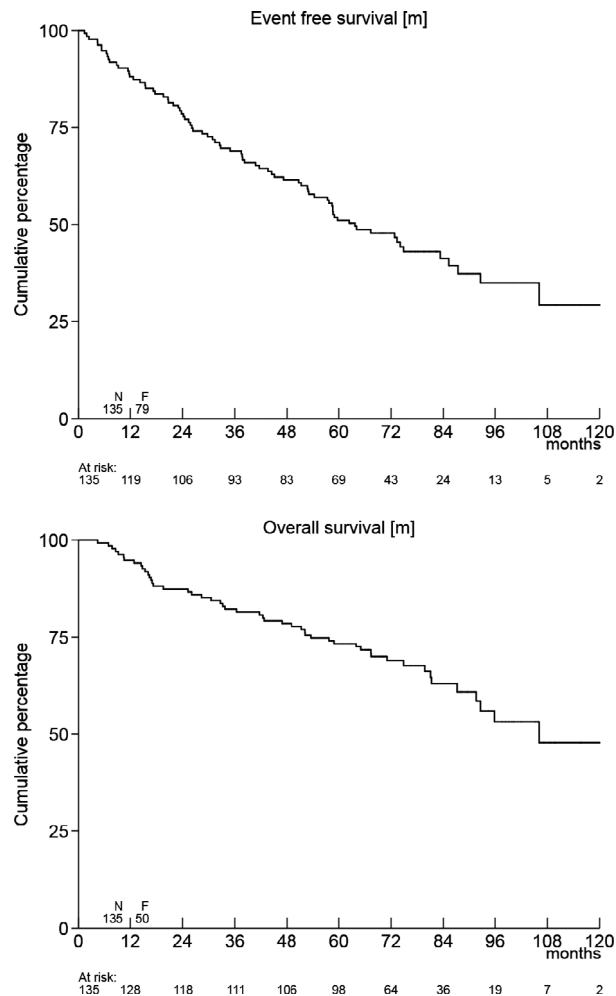 Event free survival [m]
100
75
50
25
0
Cumulative percentage
N F
135 79
0 12 24 36 48 60 72 84 96 108 120
months
At risk:
135 119 106 93 83 69 43 24 13 5 2
Overall survival [m]
100
75
50
25
0
Cumulative percentage
N F
135 50
0 12 24 36 48 60 72 84 96 108 120
months
At risk:
135 128 118 111 106 98 64 36 19 7 2